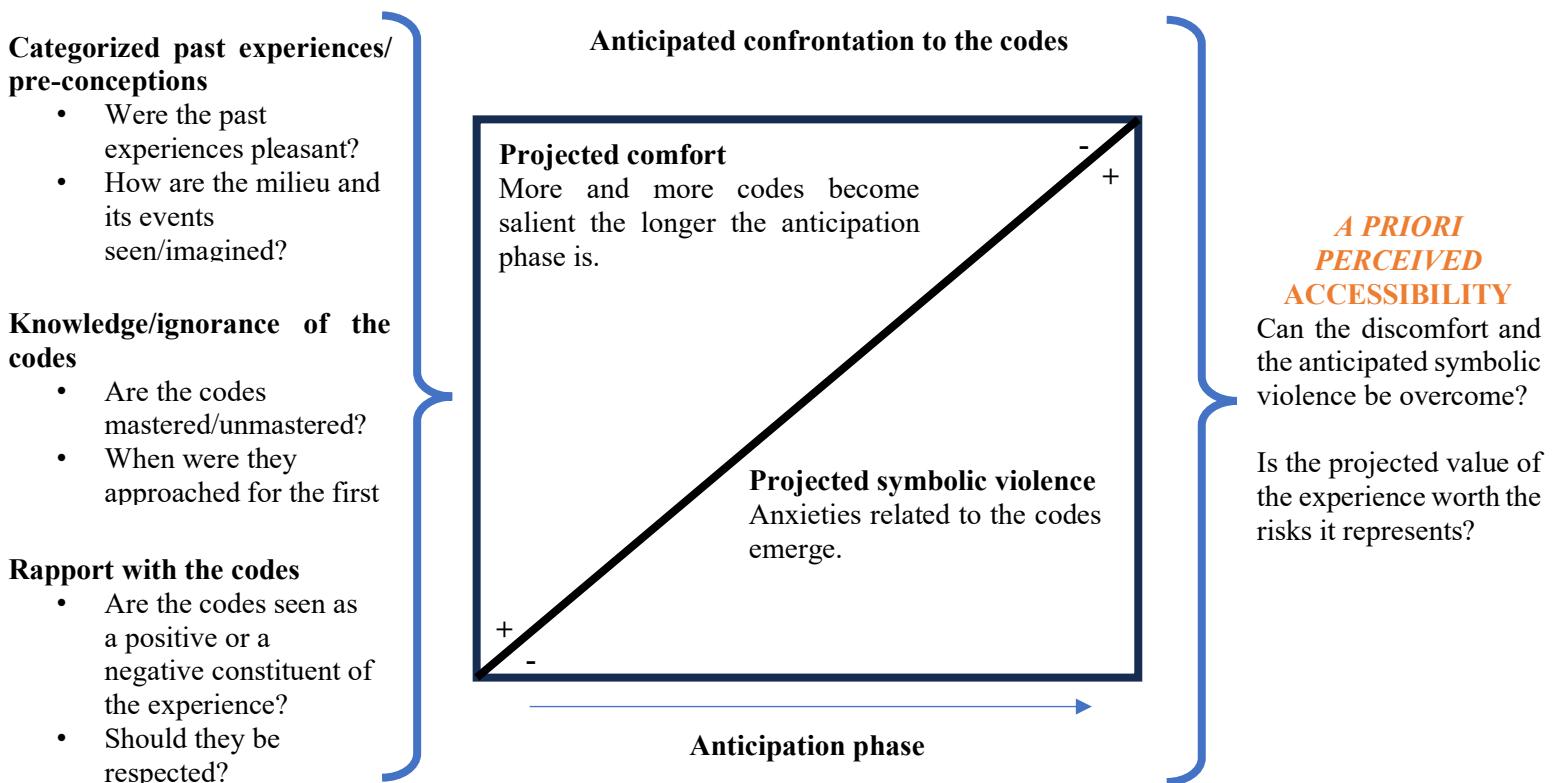 Categorized past experiences/
pre-conceptions
• Were the past
experiences pleasant?
• How are the milieu and
its events
seen/imagined?
Knowledge/ignorance of the
codes
• Are the codes
mastered/unmastered?
• When were they
approached for the first
Rapport with the codes
• Are the codes seen as
a positive or a
negative constituent of
the experience?
• Should they be
respected?
Anticipated confrontation to the codes
Projected comfort
More and more codes become
salient the longer the anticipation
phase is.
-
+
Projected symbolic violence
Anxieties related to the codes
emerge.
+
-
Anticipation phase
A PRIORI
PERCEIVED
ACCESSIBILITY
Can the discomfort and
the anticipated symbolic
violence be overcome?
Is the projected value of
the experience worth the
risks it represents?